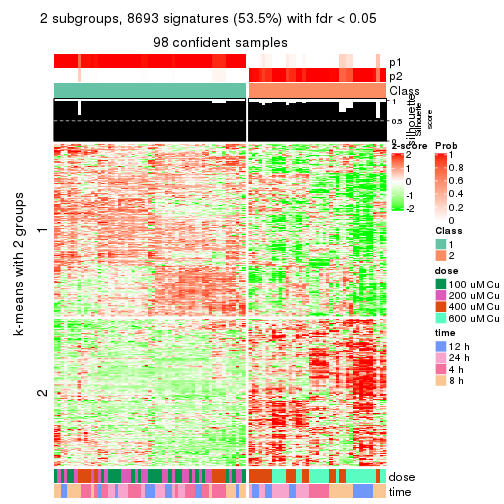 2 subgroups, 8693 signatures (53.5%) with fdr < 0.05
98 confident samples
p1
p2
Class
1
0.5
0
Silhouette
score
silhouette
k-means with 2 groups
1
2
dose
time
z-score
2
1
0
-1
-2
Prob
1
0.8
0.6
0.4
0.2
0
Class
1
2
dose
100 uM Cu
200 uM Cu
400 uM Cu
600 uM Cu
time
12 h
24 h
4 h
8 h